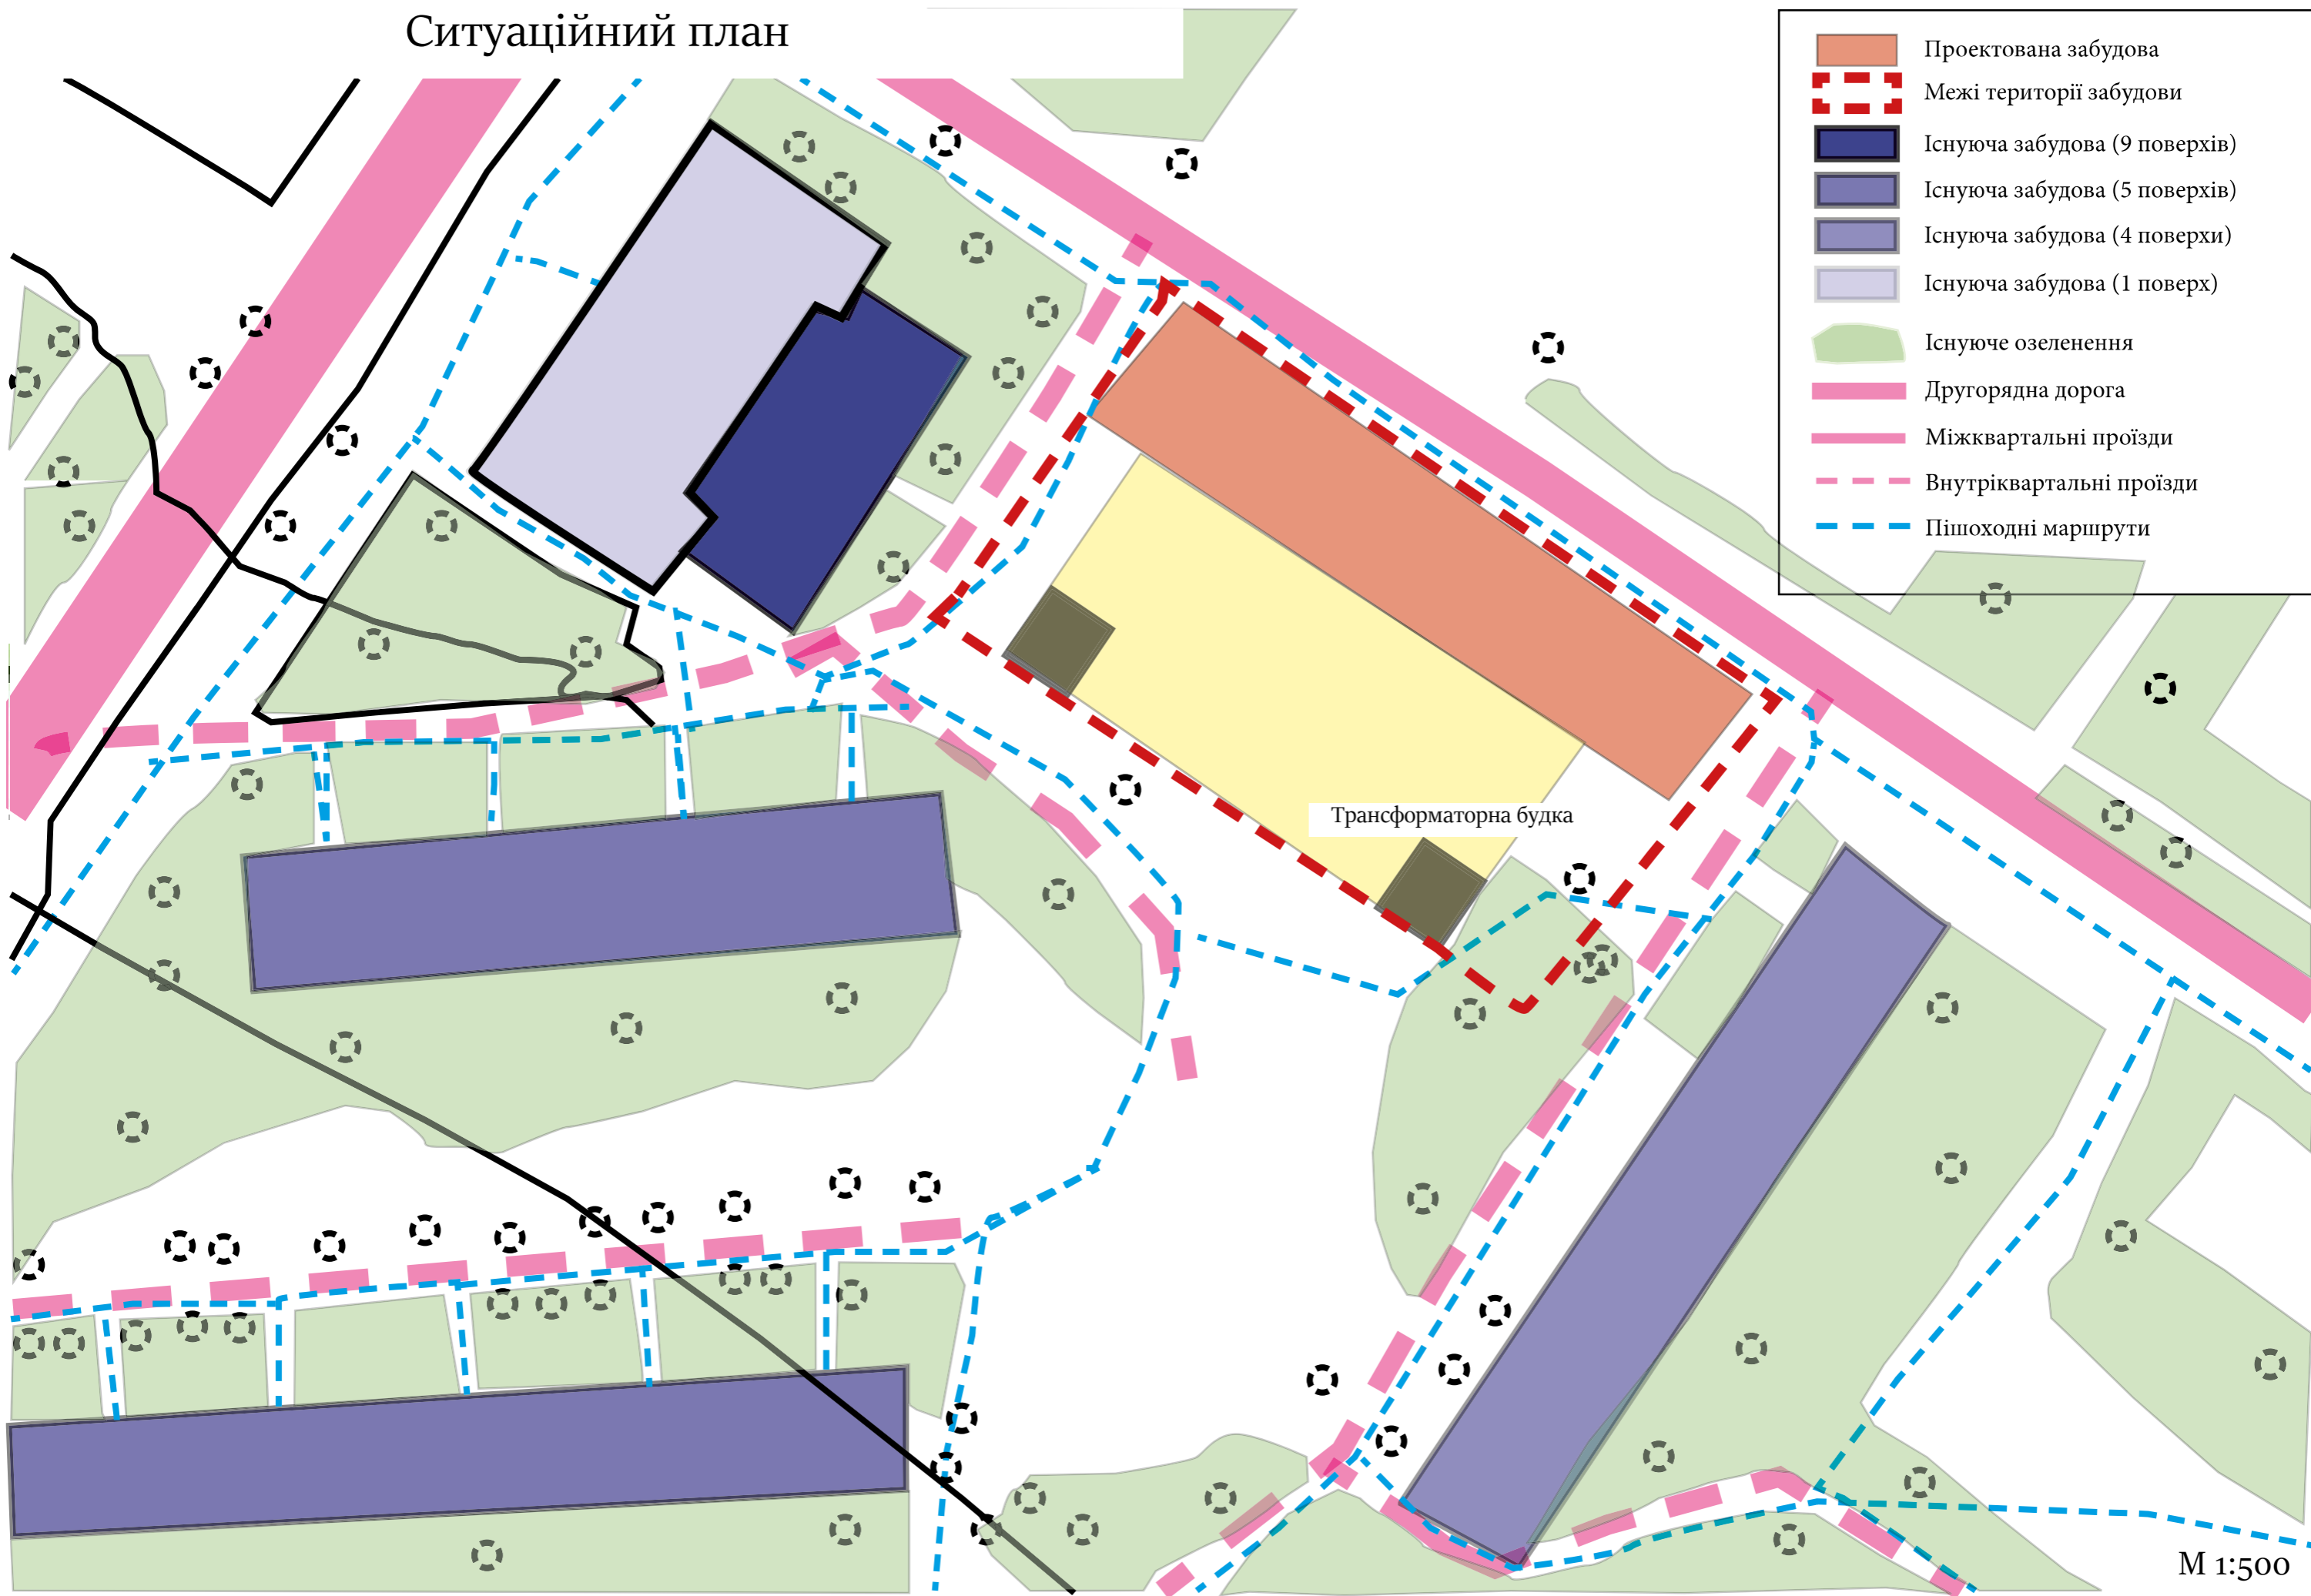 Ситуаційний план
Проектована забудова
Межі території забудови
Існуюча забудова (9 поверхів)
Існуюча забудова (5 поверхів)
Існуюча забудова (4 поверхи)
Існуюча забудова (1 поверх)
Існуюче озеленення
Другорядна дорога
Міжквартальні проїзди
Внутріквартальні проїзди
Пішоходні маршрути
Трансформаторна будка
М 1:500